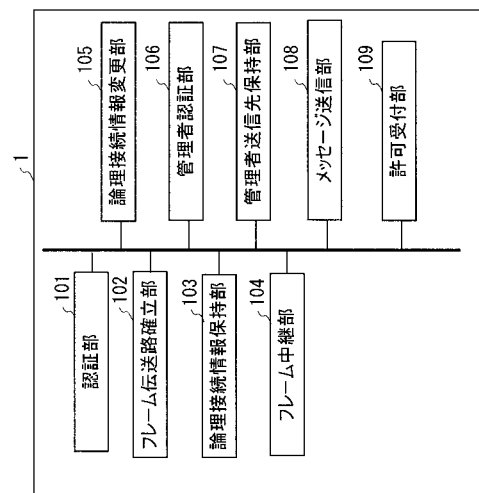 1
101
認証部
102
フレーム伝送路確立部
103
論理接続情報保持部
104
フレーム中継部
105
論理接続情報変更部
106
管理者認証部
107
管理者送信先保持部
108
メッセージ送信部
109
許可受付部